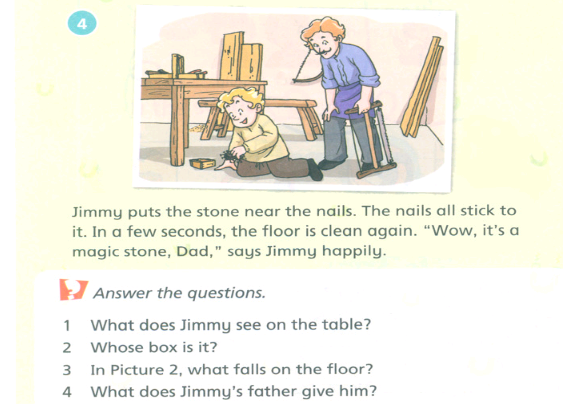 4
Jimmy puts the stone near the nails. The nails all stick to
it. In a few seconds, the floor is clean again. “Wow, it’s a
magic stone, Dad,” says Jimmy happily.
Answer the questions.
1 What does Jimmy see on the table?
2 Whose box is it?
3 In Picture 2, what falls on the floor?
4 What does Jimmy’s father give him?